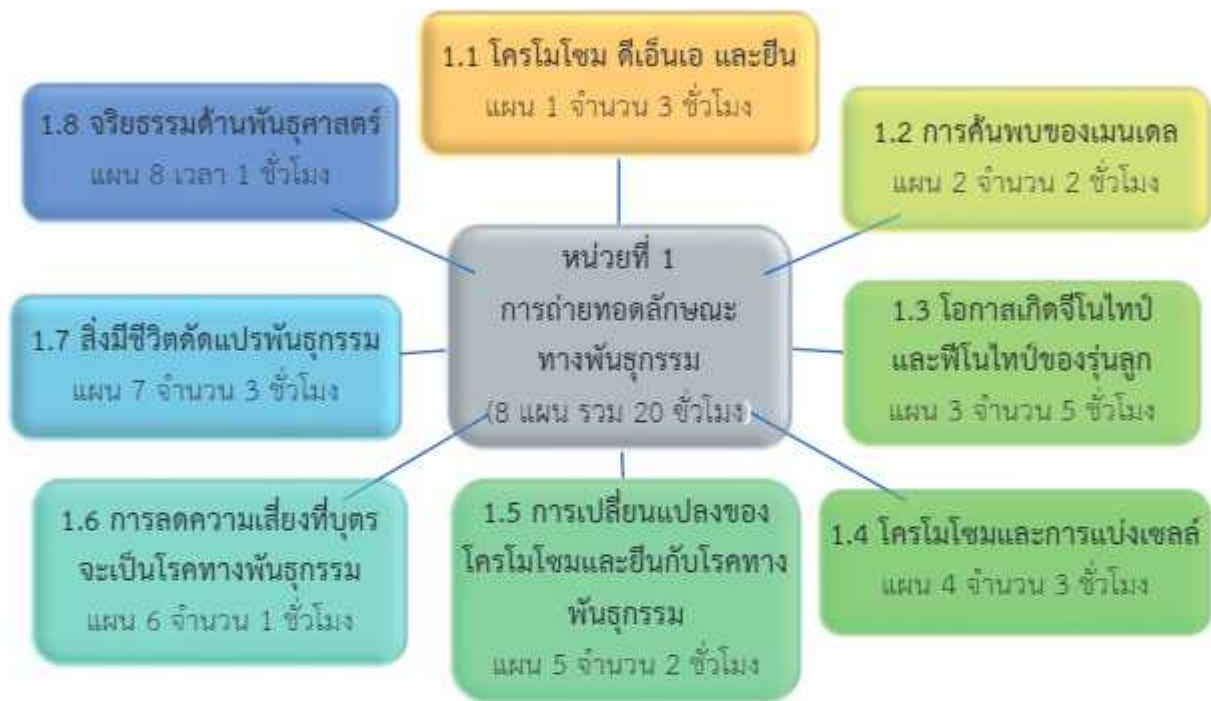 1.1 โครโมโซม ดีเอ็นเอ และยีน
แผน 1 จำนวน 3 ชั่วโมง
1.8 จริยธรรมด้านพันธุศาสตร์
แผน 8 เวลา 1 ชั่วโมง
1.2 การค้นพบของเมนเดล
แผน 2 จำนวน 2 ชั่วโมง
หน่วยที่ 1
การถ่ายทอดลักษณะ
ทางพันธุกรรม
(8 แผน รวม 20 ชั่วโมง)
1.7 สิ่งมีชีวิตดัดแปรพันธุกรรม
แผน 7 จำนวน 3 ชั่วโมง
1.3 โอกาสเกิดจีโนไทป์
และฟีโนไทป์ของรุ่นลูก
แผน 3 จำนวน 5 ชั่วโมง
1.6 การลดความเสี่ยงที่บุตร
จะเป็นโรคทางพันธุกรรม
แผน 6 จำนวน 1 ชั่วโมง
1.5 การเปลี่ยนแปลงของ
โครโมโซมและยีนกับโรคทาง
พันธุกรรม
แผน 5 จำนวน 2 ชั่วโมง
1.4 โครโมโซมและการแบ่งเซลล์
แผน 4 จำนวน 3 ชั่วโมง